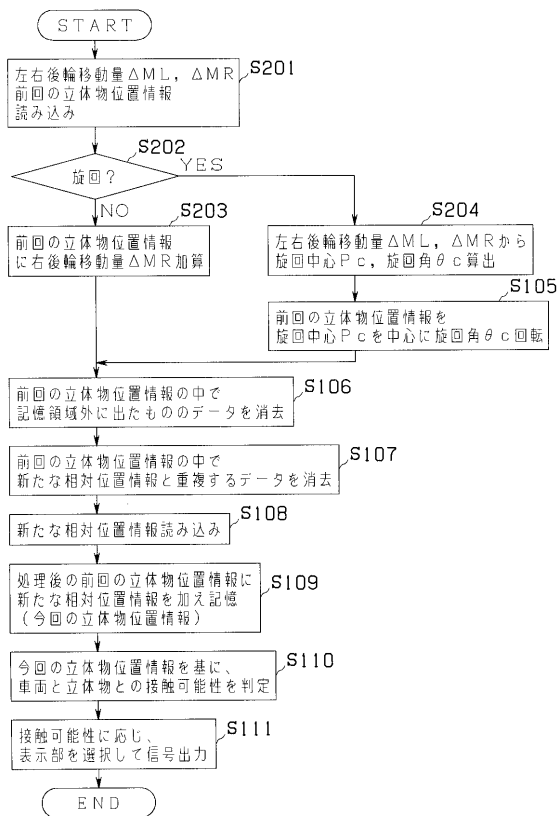 START
S201
左右後輪移動量ΔML，ΔMR
前回の立体物位置情報
読み込み
S202
旋回？
YES
NO
S203
前回の立体物位置情報
に右後輪移動量ΔMR加算
S204
左右後輪移動量ΔML，ΔMRから
旋回中心Pc，旋回角θc算出
S105
前回の立体物位置情報を
旋回中心Pcを中心に旋回角θc回転
S106
前回の立体物位置情報の中で
記憶領域外に出たもののデータを消去
S107
前回の立体物位置情報の中で
新たな相対位置情報と重複するデータを消去
S108
新たな相対位置情報読み込み
S109
処理後の前回の立体物位置情報に
新たな相対位置情報を加え記憶
（今回の立体物位置情報）
S110
今回の立体物位置情報を基に、
車両と立体物との接触可能性を判定
S111
接触可能性に応じ、
表示部を選択して信号出力
END